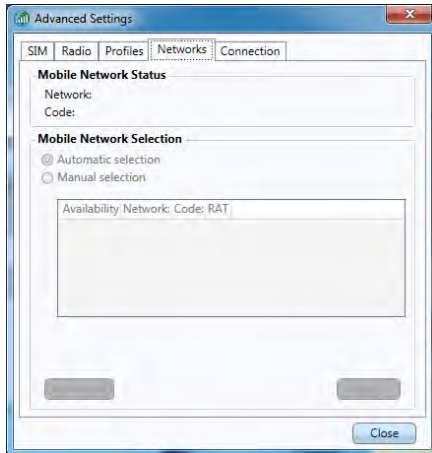 Advanced Settings
SIM Radio Profiles Networks Connection
Mobile Network Status
Network:
Code:
Mobile Network Selection
Automatic selection
Manual selection
Availability Network: Code: RAT
Close